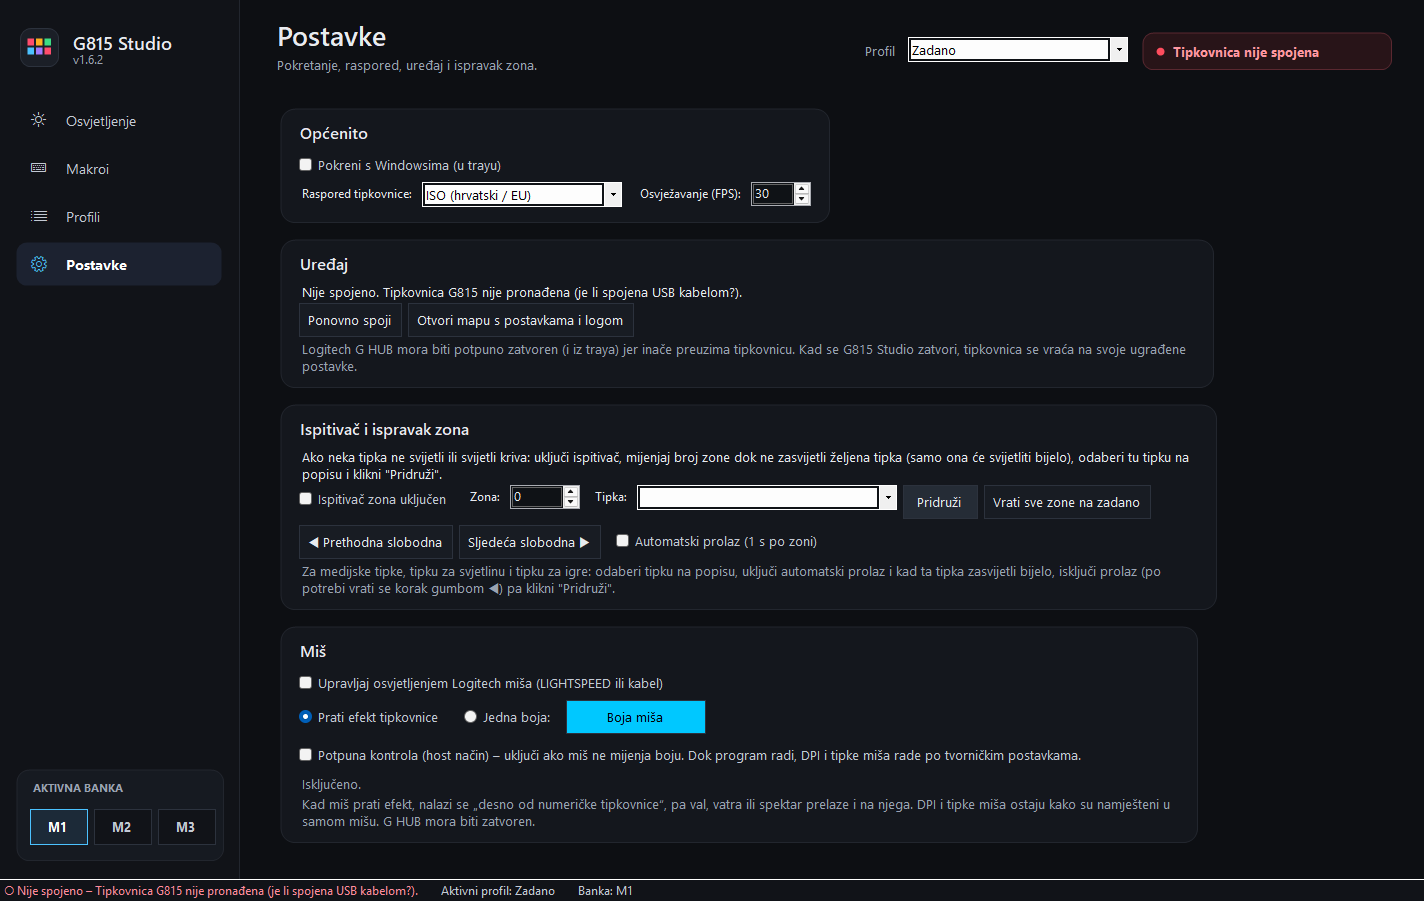 G815 Studio
v1.6.2
Osvjetljenje
Makroi
Profili
Postavke
AKTIVNA BANKA
M1 M2 M3
Postavke
Pokretanje, raspored, uređaj i ispravak zona.
Profil Zadano
Tipkovnica nije spojena
Općenito
Pokreni s Windowsima (u trayu)
Raspored tipkovnice: ISO (hrvatski / EU) Osvježavanje (FPS): 30
Uređaj
Nije spojeno. Tipkovnica G815 nije pronađena (je li spojena USB kabelom?).
Ponovno spoji Otvori mapu s postavkama i logom
Logitech G HUB mora biti potpuno zatvoren (i iz traya) jer inače preuzima tipkovnicu. Kad se G815 Studio zatvori, tipkovnica se vraća na svoje ugrađene
postavke.
Ispitivač i ispravak zona
Ako neka tipka ne svijetli ili svijetli kriva: uključi ispitivač, mijenjaj broj zone dok ne zasvijetli željena tipka (samo ona će svijetliti bijelo), odaberi tu tipku na
popisu i klikni "Pridruži".
Ispitivač zona uključen Zona: 0 Tipka: Pridruži Vrati sve zone na zadano
◀ Prethodna slobodna Sljedeća slobodna ▶ Automatski prolaz (1 s po zoni)
Za medijske tipke, tipku za svjetlinu i tipku za igre: odaberi tipku na popisu, uključi automatski prolaz i kad ta tipka zasvijetli bijelo, isključi prolaz (po
potrebi vrati se korak gumbom ◀) pa klikni "Pridruži".
Miš
Upravljaj osvjetljenjem Logitech miša (LIGHTSPEED ili kabel)
Prati efekt tipkovnice Jedna boja: Boja miša
Potpuna kontrola (host način) – uključi ako miš ne mijenja boju. Dok program radi, DPI i tipke miša rade po tvorničkim postavkama.
Isključeno.
Kad miš prati efekt, nalazi se „desno od numeričke tipkovnice“, pa val, vatra ili spektar prelaze i na njega. DPI i tipke miša ostaju kako su namješteni u
samom mišu. G HUB mora biti zatvoren.
○ Nije spojeno – Tipkovnica G815 nije pronađena (je li spojena USB kabelom?). Aktivni profil: Zadano Banka: M1